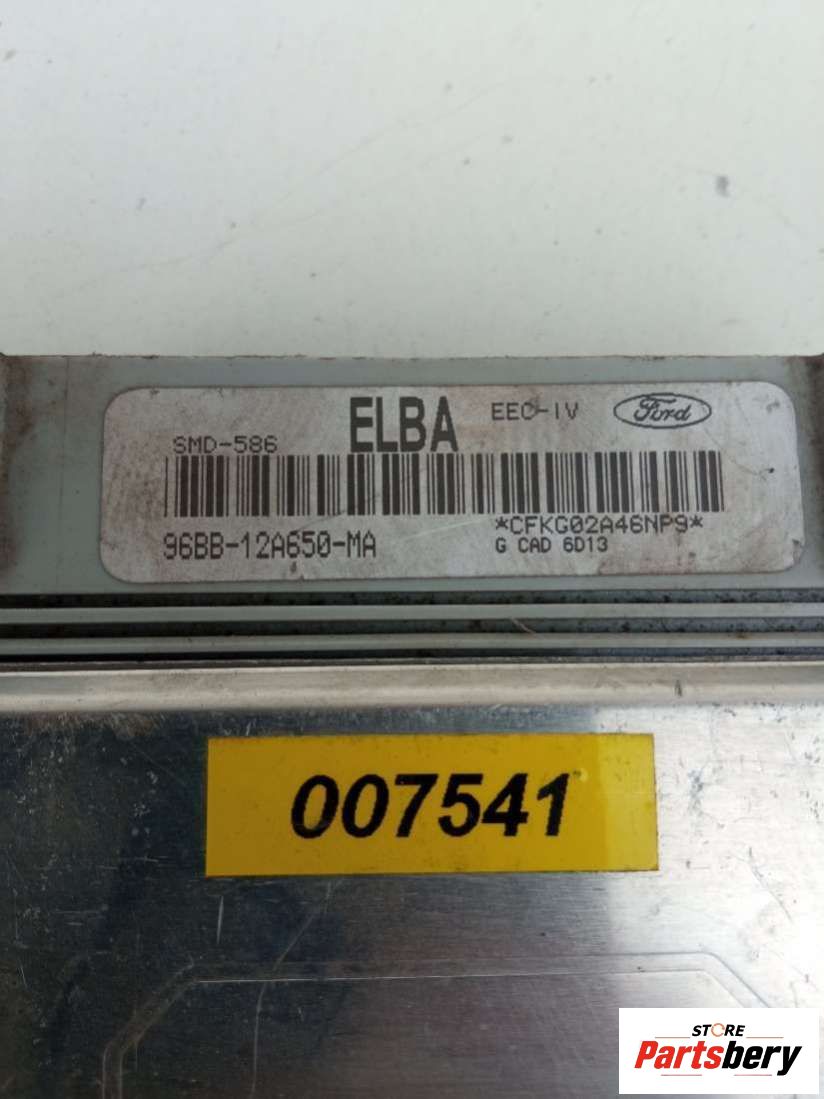 ELBA EEC-IV Ford
SMD-586
96BB-12A650-MA *CFKG02A46NP9*
G CAD 6D13
007541
STORE
Partsbery